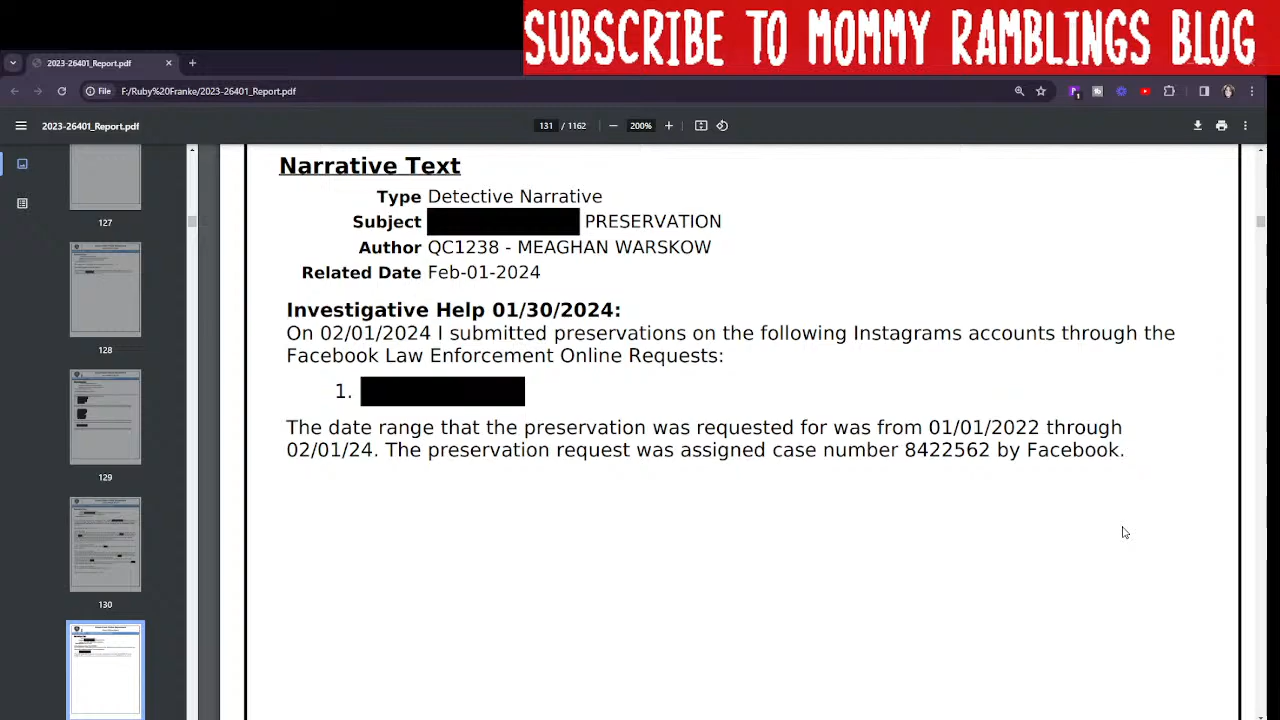 SUBSCRIBE TO MOMMY RAMBLINGS BLOG
2023-26401_Report.pdf
File F:/Ruby%20Franke/2023-26401_Report.pdf
2023-26401_Report.pdf 131 / 1162 200%
127
128
129
130
Narrative Text
Type Detective Narrative
Subject PRESERVATION
Author QC1238 - MEAGHAN WARSKOW
Related Date Feb-01-2024
Investigative Help 01/30/2024:
On 02/01/2024 I submitted preservations on the following Instagrams accounts through the
Facebook Law Enforcement Online Requests:
1.
The date range that the preservation was requested for was from 01/01/2022 through
02/01/24. The preservation request was assigned case number 8422562 by Facebook.